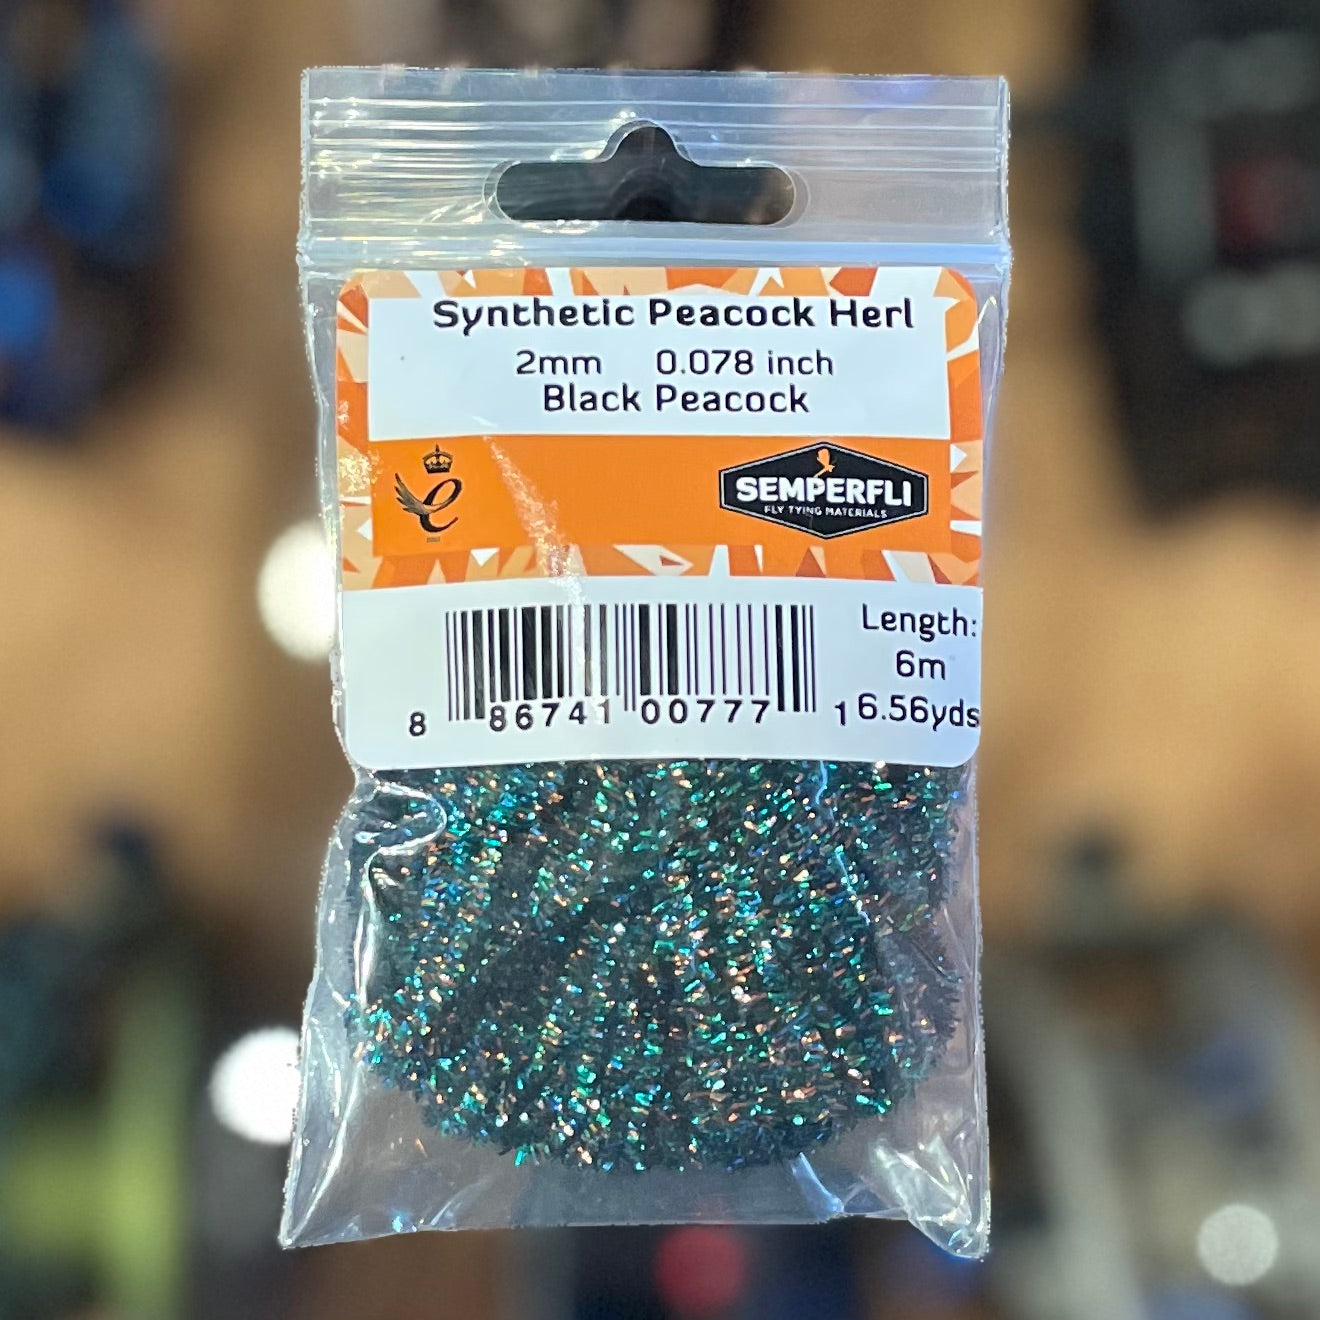 Synthetic Peacock Herl
2mm 0.078 inch
Black Peacock
SEMPERFLI
FLY TYING MATERIALS
Length:
6m
6.56yds
8 86741 00777 1